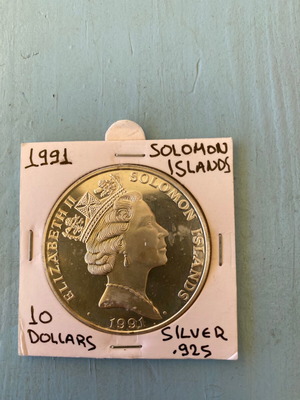 1991
SOLOMON
ISLANDS
ELIZABETH II SOLOMON ISLANDS
1991
10
DOLLARS
SILVER
.925